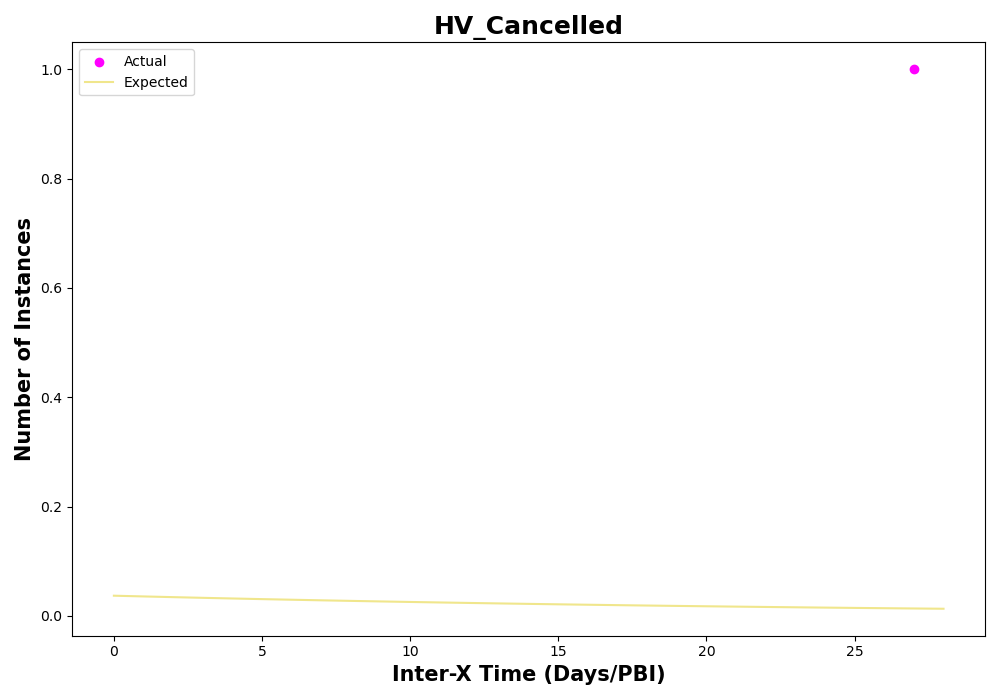 HV_Cancelled
Actual
Expected
1.0
0.8
0.6
0.4
0.2
0.0
Number of Instances
0 5 10 15 20 25
Inter-X Time (Days/PBI)